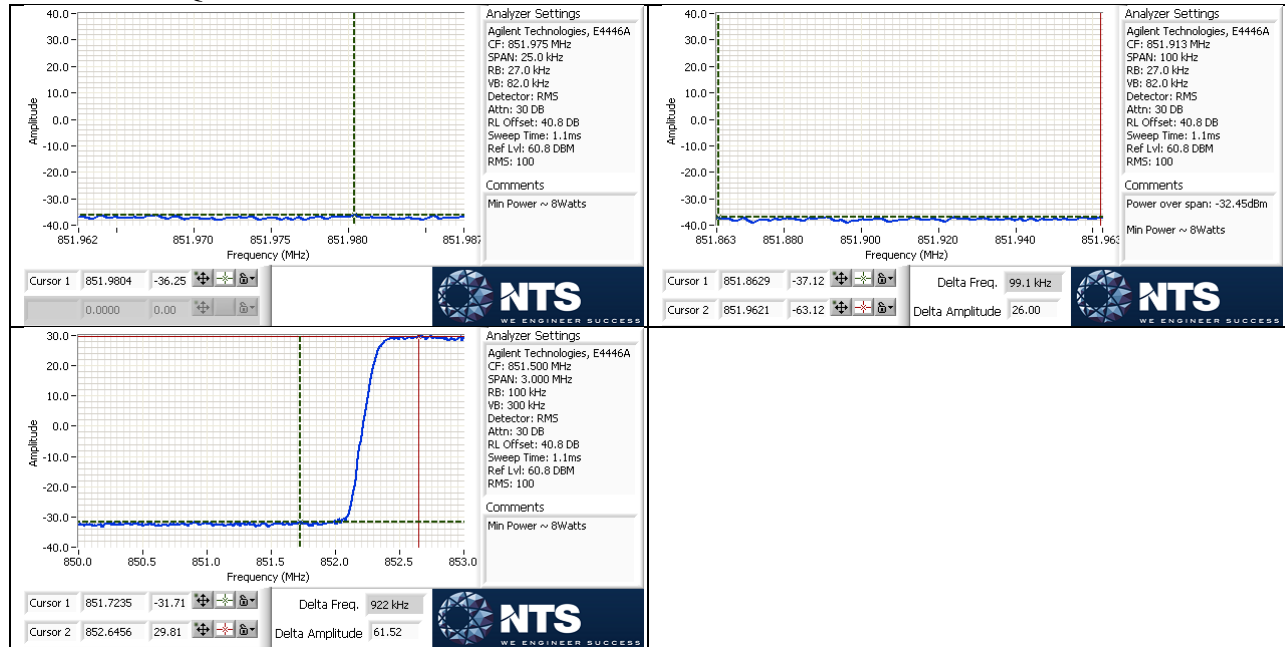 Analyzer Settings
Agilent Technologies, E4446A
CF: 851.975 MHz
SPAN: 25.0 kHz
RB: 27.0 kHz
VB: 82.0 kHz
Detector: RMS
Attn: 30 DB
RL Offset: 40.8 DB
Sweep Time: 1.1ms
Ref Lvl: 60.8 DBM
RMS: 100
Comments
Min Power ~ 8Watts
40.0
30.0
20.0
10.0
0.0
-10.0
-20.0
-30.0
-40.0
Amplitude
851.962 851.970 851.975 851.980 851.987
Frequency (MHz)
Cursor 1 851.9804 -36.25
0.0000 0.00
NTS
WE ENGINEER SUCCESS
Analyzer Settings
Agilent Technologies, E4446A
CF: 851.913 MHz
SPAN: 100 kHz
RB: 27.0 kHz
VB: 82.0 kHz
Detector: RMS
Attn: 30 DB
RL Offset: 40.8 DB
Sweep Time: 1.1ms
Ref Lvl: 60.8 DBM
RMS: 100
Comments
Power over span: -32.45dBm
Min Power ~ 8Watts
40.0
30.0
20.0
10.0
0.0
-10.0
-20.0
-30.0
-40.0
Amplitude
851.863 851.880 851.900 851.920 851.940 851.963
Frequency (MHz)
Cursor 1 851.8629 -37.12
Cursor 2 851.9621 -63.12
Delta Freq. 99.1 kHz
Delta Amplitude 26.00
NTS
WE ENGINEER SUCCESS
Analyzer Settings
Agilent Technologies, E4446A
CF: 851.500 MHz
SPAN: 3.000 MHz
RB: 100 kHz
VB: 300 kHz
Detector: RMS
Attn: 30 DB
RL Offset: 40.8 DB
Sweep Time: 1.1ms
Ref Lvl: 60.8 DBM
RMS: 100
Comments
Min Power ~ 8Watts
30.0
20.0
10.0
0.0
-10.0
-20.0
-30.0
-40.0
Amplitude
850.0 850.5 851.0 851.5 852.0 852.5 853.0
Frequency (MHz)
Cursor 1 851.7235 -31.71
Cursor 2 852.6456 29.81
Delta Freq. 922 kHz
Delta Amplitude 61.52
NTS
WE ENGINEER SUCCESS